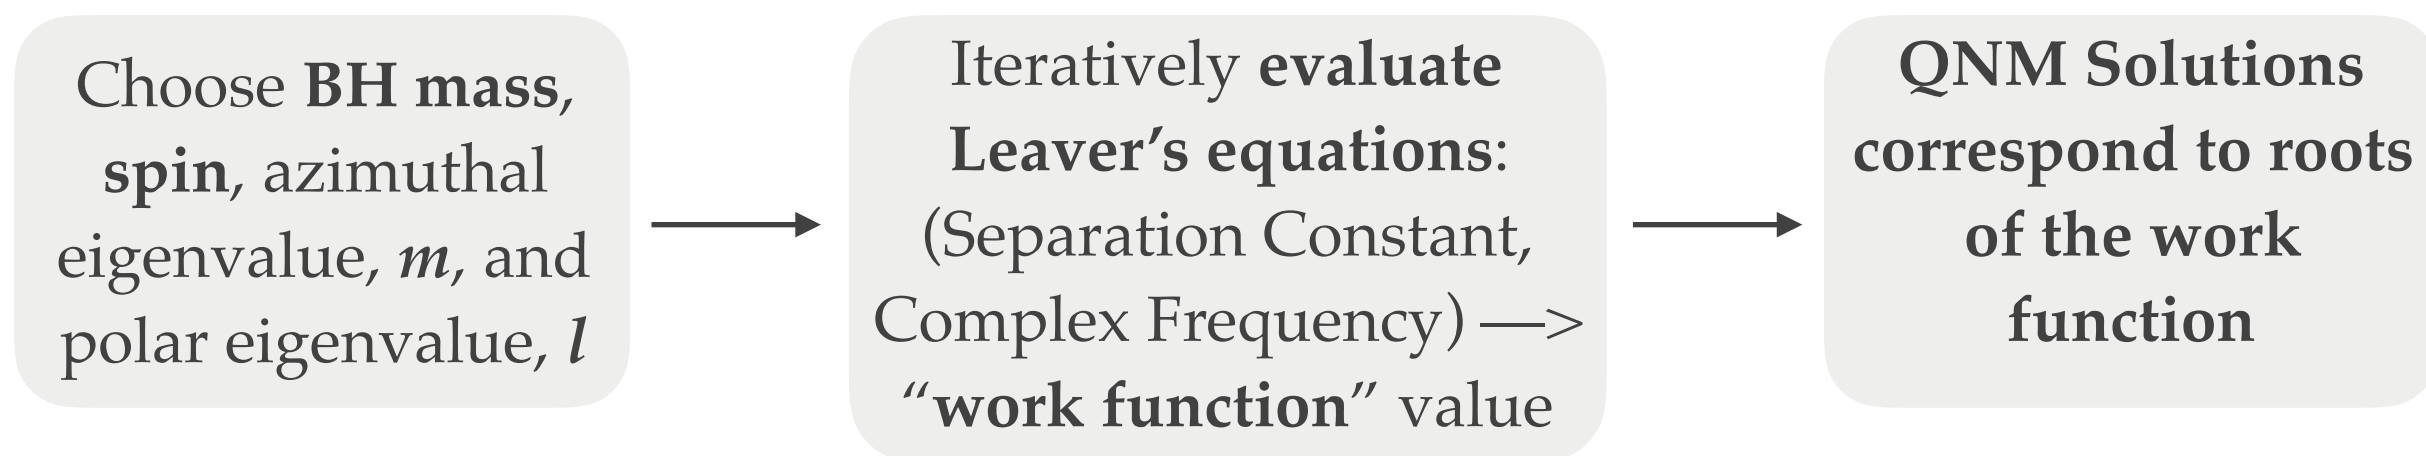 Choose BH mass,
spin, azimuthal
eigenvalue, m, and
polar eigenvalue, l
Iteratively evaluate
Leaver’s equations:
(Separation Constant,
Complex Frequency) —>
“work function” value
QNM Solutions
correspond to roots
of the work
function